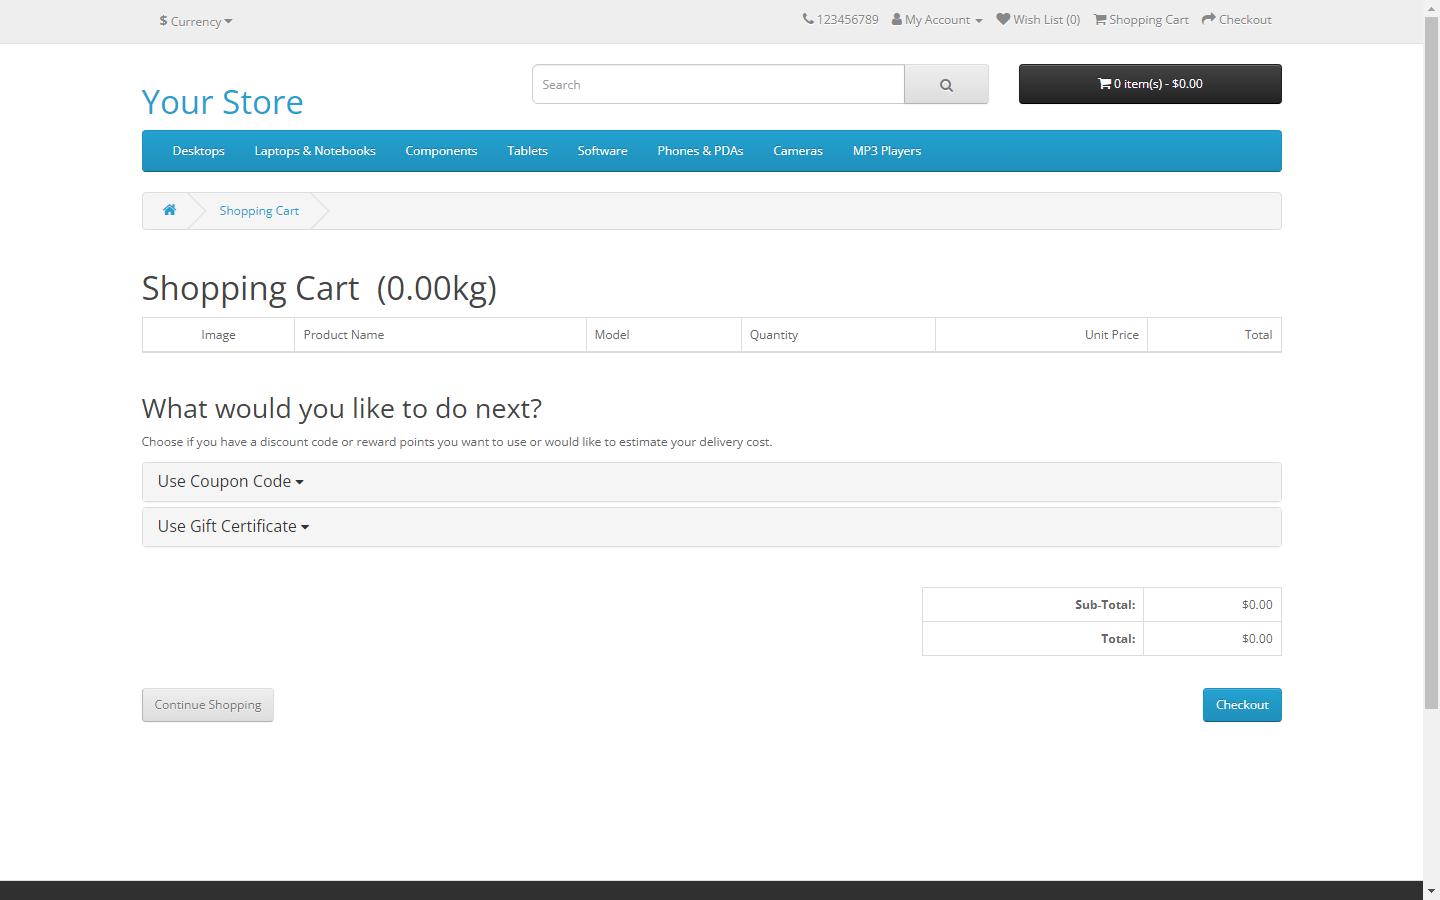 $ Currency
123456789 My Account Wish List (0) Shopping Cart Checkout
Your Store
Search
0 item(s) - $0.00
Desktops Laptops & Notebooks Components Tablets Software Phones & PDAs Cameras MP3 Players
Shopping Cart
Shopping Cart (0.00kg)
Image Product Name Model Quantity Unit Price Total
What would you like to do next?
Choose if you have a discount code or reward points you want to use or would like to estimate your delivery cost.
Use Coupon Code
Use Gift Certificate
Sub-Total: $0.00
Total: $0.00
Continue Shopping Checkout